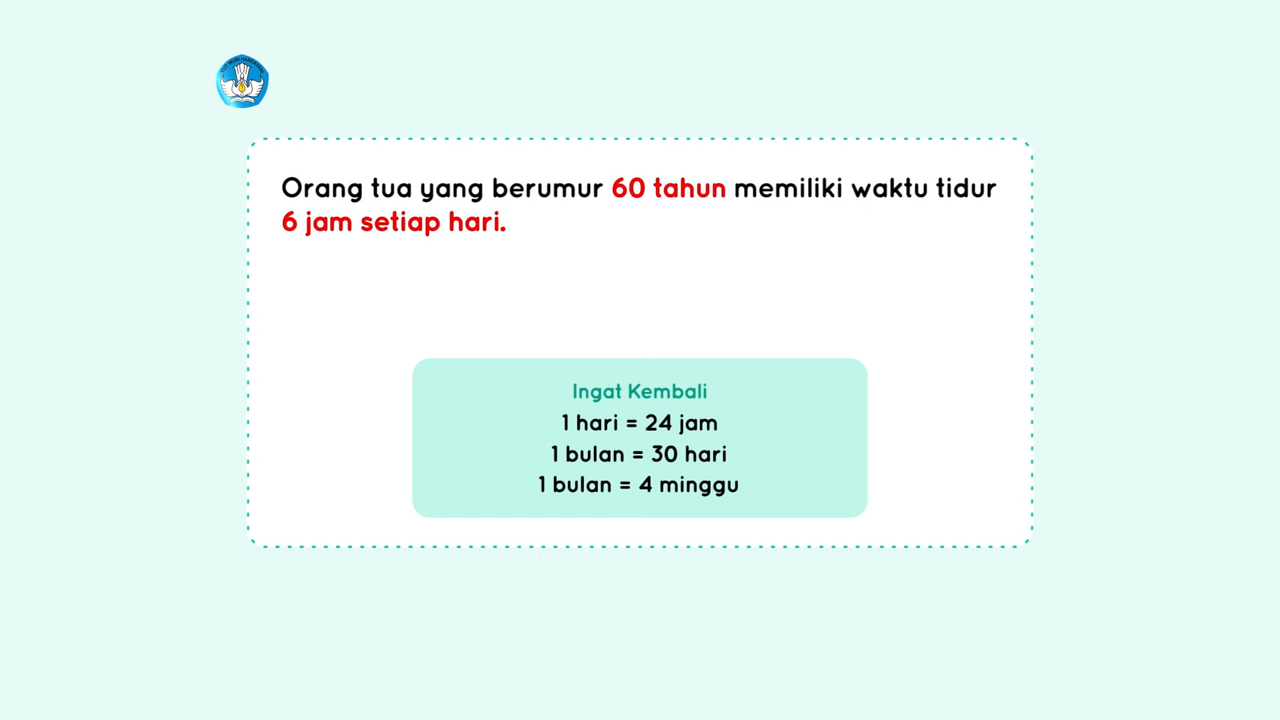 Orang tua yang berumur 60 tahun memiliki waktu tidur
6 jam setiap hari.
Ingat Kembali
1 hari = 24 jam
1 bulan = 30 hari
1 bulan = 4 minggu